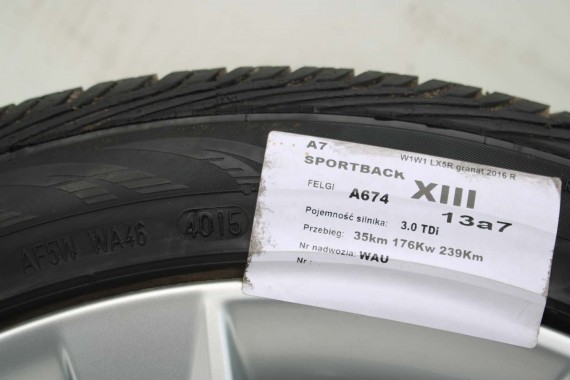 A7
W1W1 LX5R granat 2016 R
SPORTBACK
FELGI A674 XIII
13a7
Pojemność silnika: 3.0 TDi
Przebieg: 35km 176Kw 239Km
Nr nadwozia: WAU
Nr :
AF5W WA46 4015